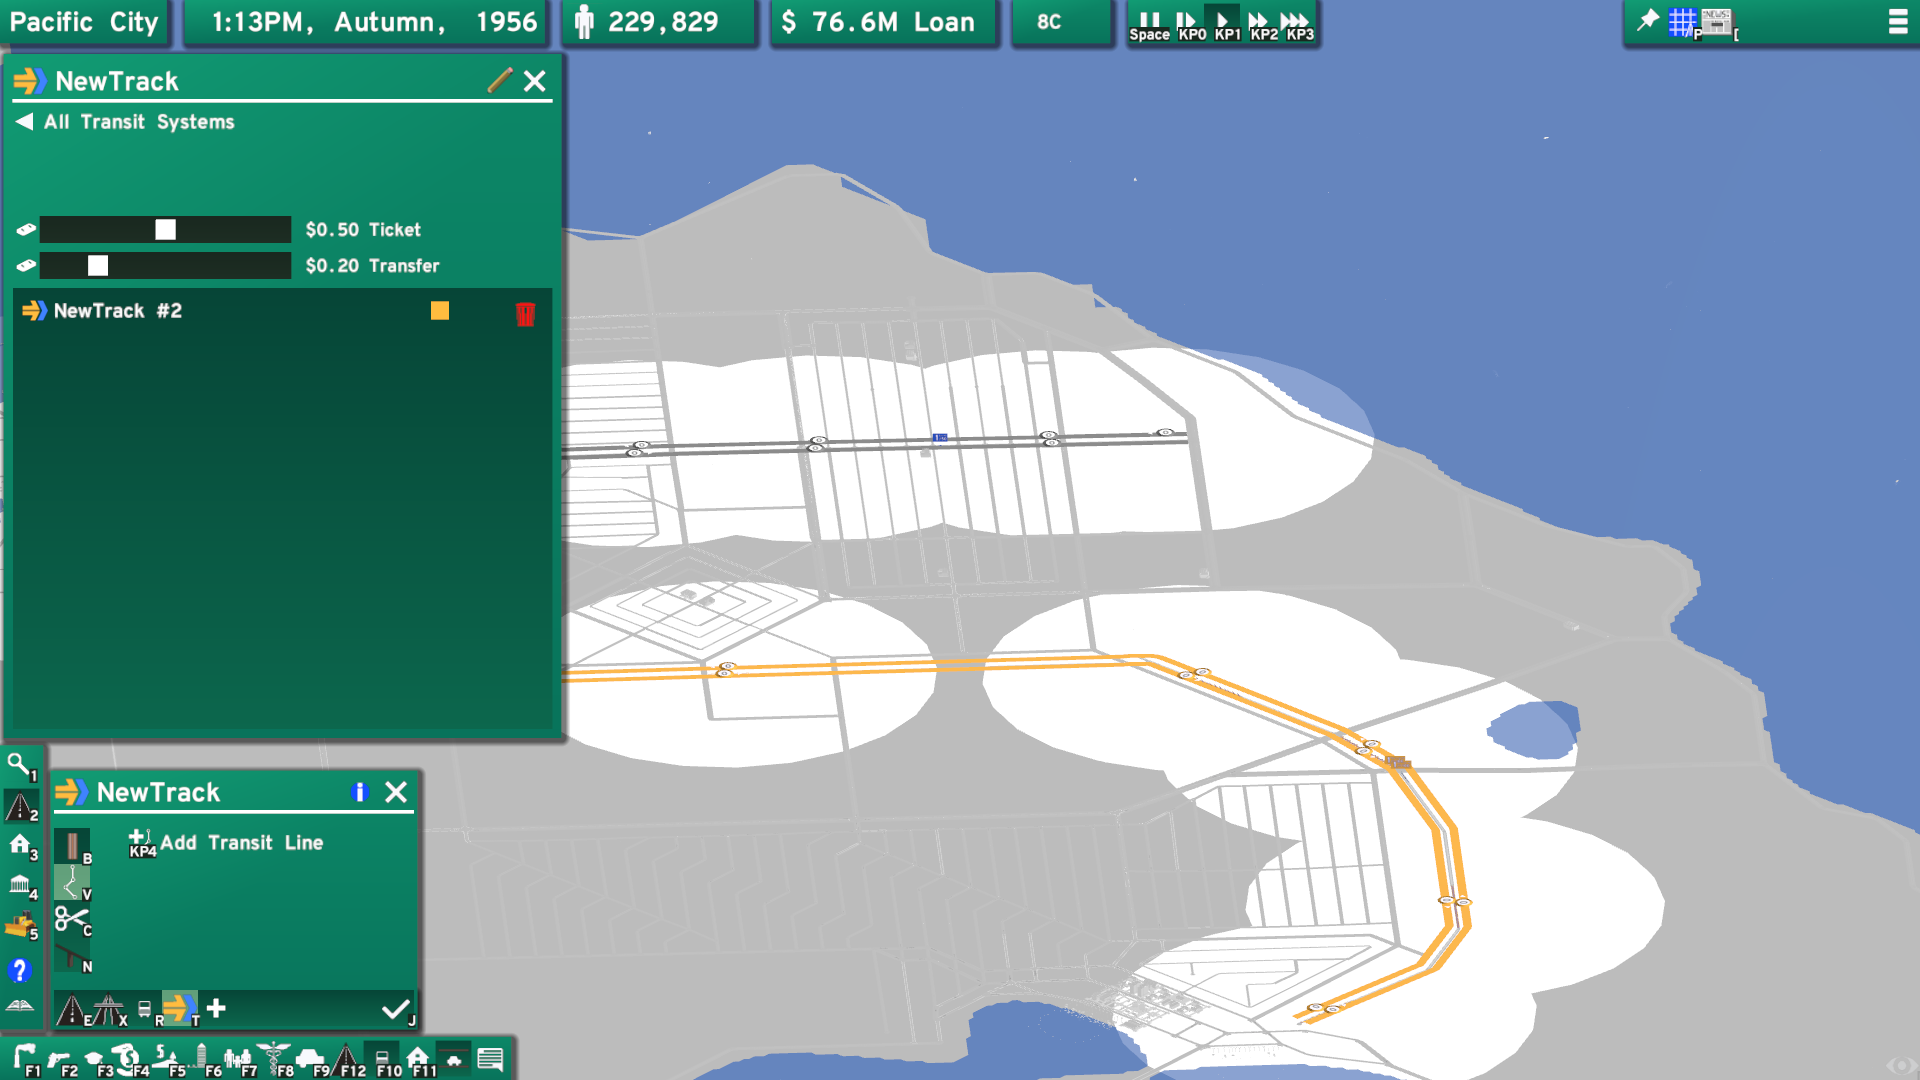 Pacific City
1:13PM, Autumn, 1956
229,829
$ 76.6M Loan
8C
Space
KP0
KP1
KP2
KP3
P
NEWS
[
NewTrack
All Transit Systems
$0.50 Ticket
$0.20 Transfer
NewTrack #2
1
2
3
4
5
?
NewTrack
i
B
KP4
Add Transit Line
V
C
N
E
X
R
T
J
F1
F2
F3
F4
F5
F6
F7
F8
F9
F12
F10
F11